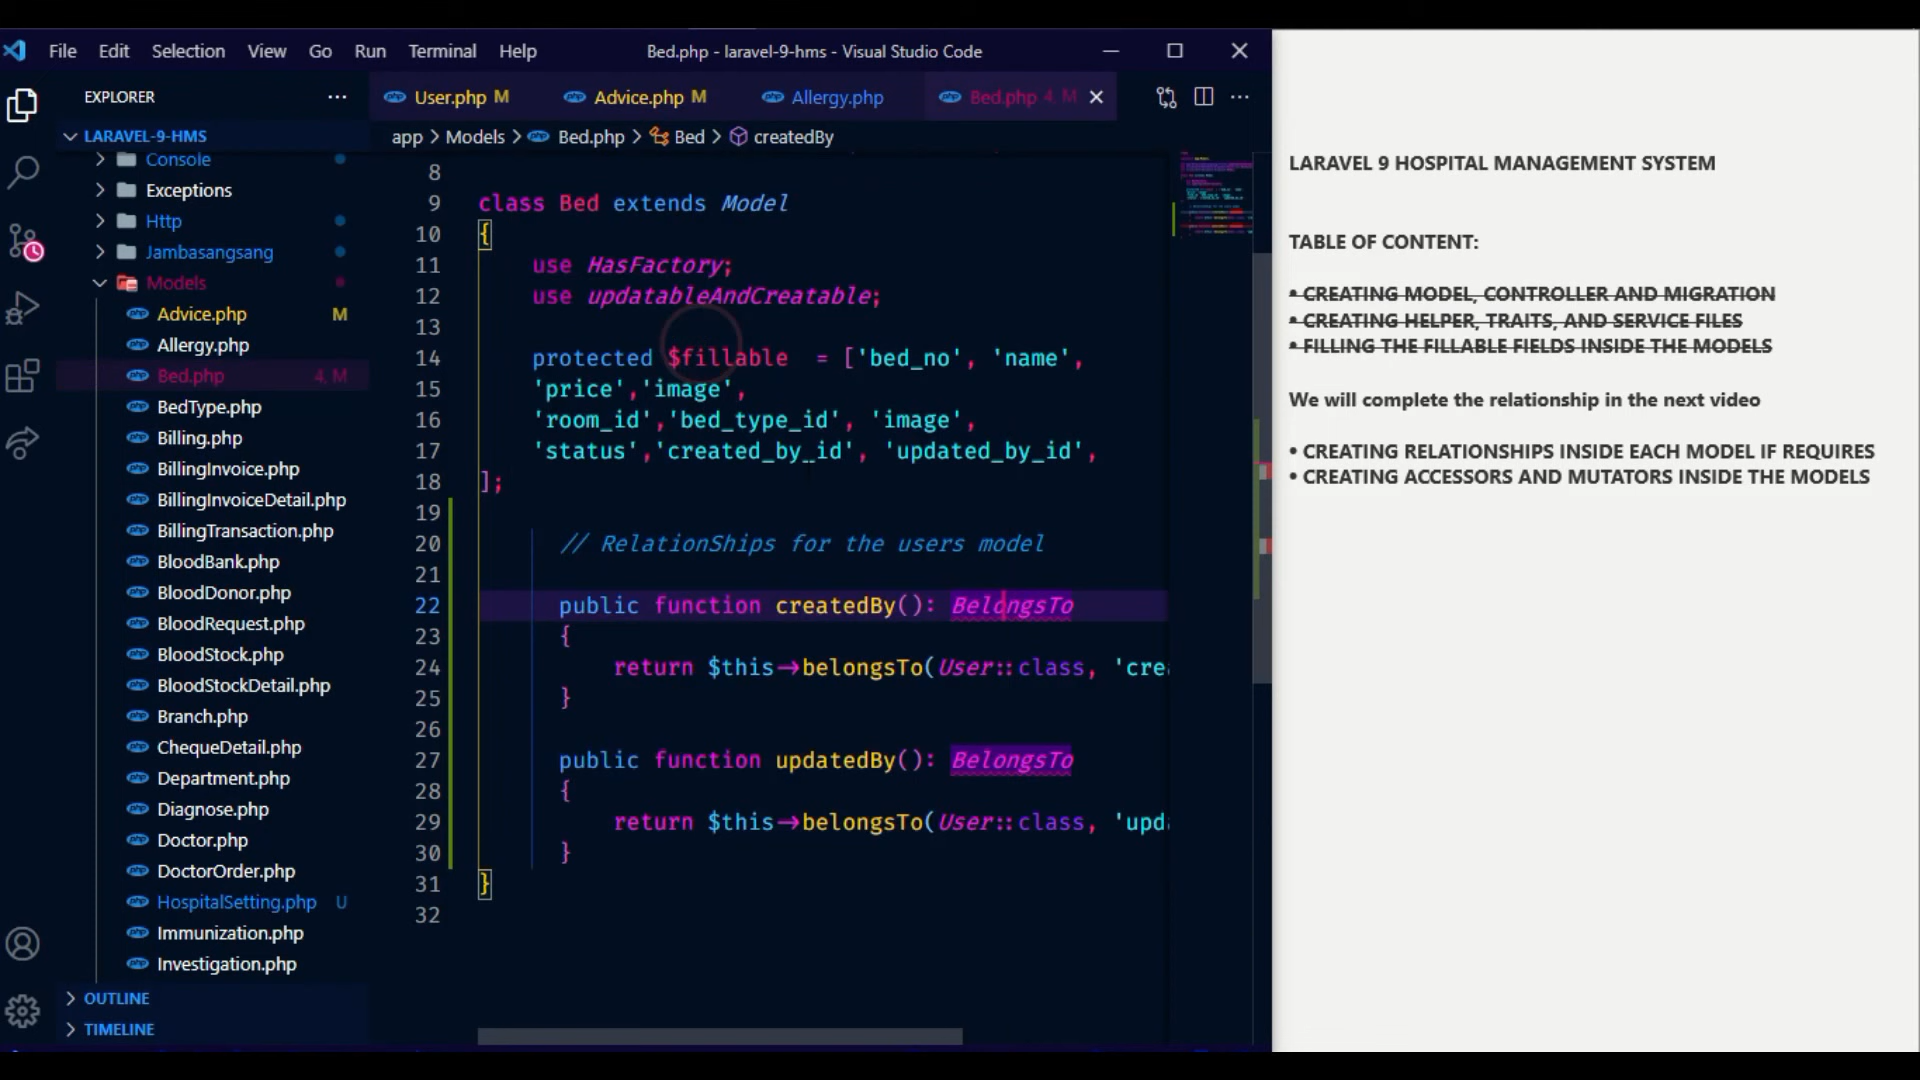 File Edit Selection View Go Run Terminal Help
Bed.php - laravel-9-hms - Visual Studio Code
EXPLORER
User.php M
Advice.php M
Allergy.php
Bed.php 4, M
LARAVEL-9-HMS
app > Models > Bed.php > Bed > createdBy
Console
Exceptions
Http
Jambasangsang
Models
Advice.php M
Allergy.php
Bed.php 4, M
BedType.php
Billing.php
BillingInvoice.php
BillingInvoiceDetail.php
BillingTransaction.php
BloodBank.php
BloodDonor.php
BloodRequest.php
BloodStock.php
BloodStockDetail.php
Branch.php
ChequeDetail.php
Department.php
Diagnose.php
Doctor.php
DoctorOrder.php
HospitalSetting.php U
Immunization.php
Investigation.php
OUTLINE
TIMELINE
8
9 class Bed extends Model
10 {
11 use HasFactory;
12 use updatableAndCreatable;
13
14 protected $fillable = ['bed_no', 'name',
15 'price','image',
16 'room_id','bed_type_id', 'image',
17 'status','created_by_id', 'updated_by_id',
18 ];
19
20 // RelationShips for the users model
21
22 public function createdBy(): BelongsTo
23 {
24 return $this->belongsTo(User::class, 'crea
25 }
26
27 public function updatedBy(): BelongsTo
28 {
29 return $this->belongsTo(User::class, 'upda
30 }
31 }
32
LARAVEL 9 HOSPITAL MANAGEMENT SYSTEM
TABLE OF CONTENT:
• CREATING MODEL, CONTROLLER AND MIGRATION
• CREATING HELPER, TRAITS, AND SERVICE FILES
• FILLING THE FILLABLE FIELDS INSIDE THE MODELS
We will complete the relationship in the next video
• CREATING RELATIONSHIPS INSIDE EACH MODEL IF REQUIRES
• CREATING ACCESSORS AND MUTATORS INSIDE THE MODELS